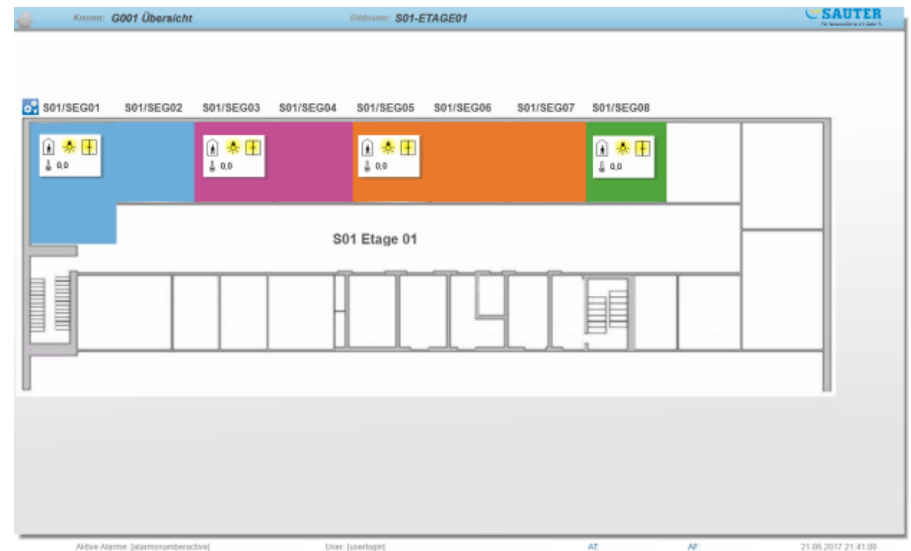 Knoten: G001 Übersicht Bildname: S01-ETAGE01 SAUTER
S01/SEG01 S01/SEG02 S01/SEG03 S01/SEG04 S01/SEG05 S01/SEG06 S01/SEG07 S01/SEG08
0,0 0,0 0,0 0,0
S01 Etage 01
Aktive Alarme: [alarmsnumberactive] User: [userlogin] AT: AF: 21.06.2017 21:41:00